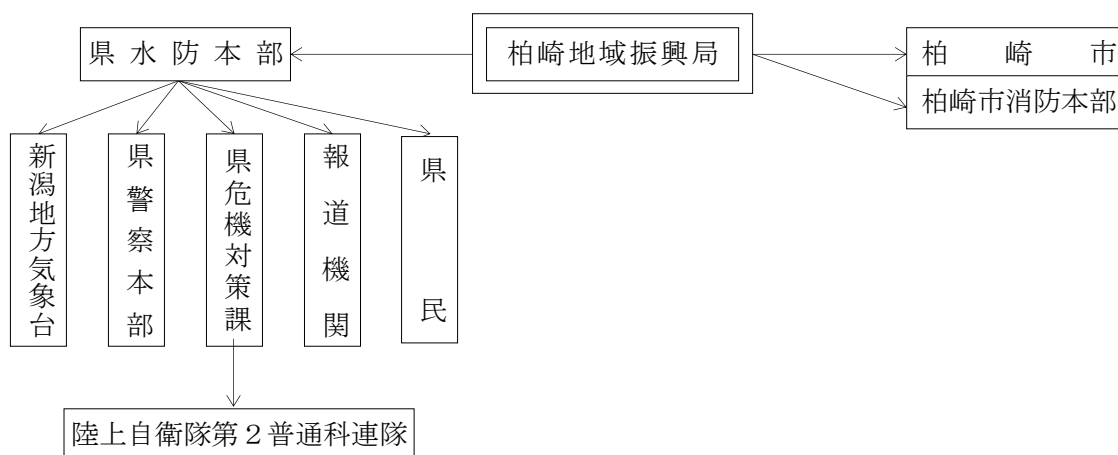 県水防本部
柏崎地域振興局
柏崎市
柏崎市消防本部
新潟地方気象台
県警察本部
県危機対策課
報道機関
県民
陸上自衛隊第２普通科連隊